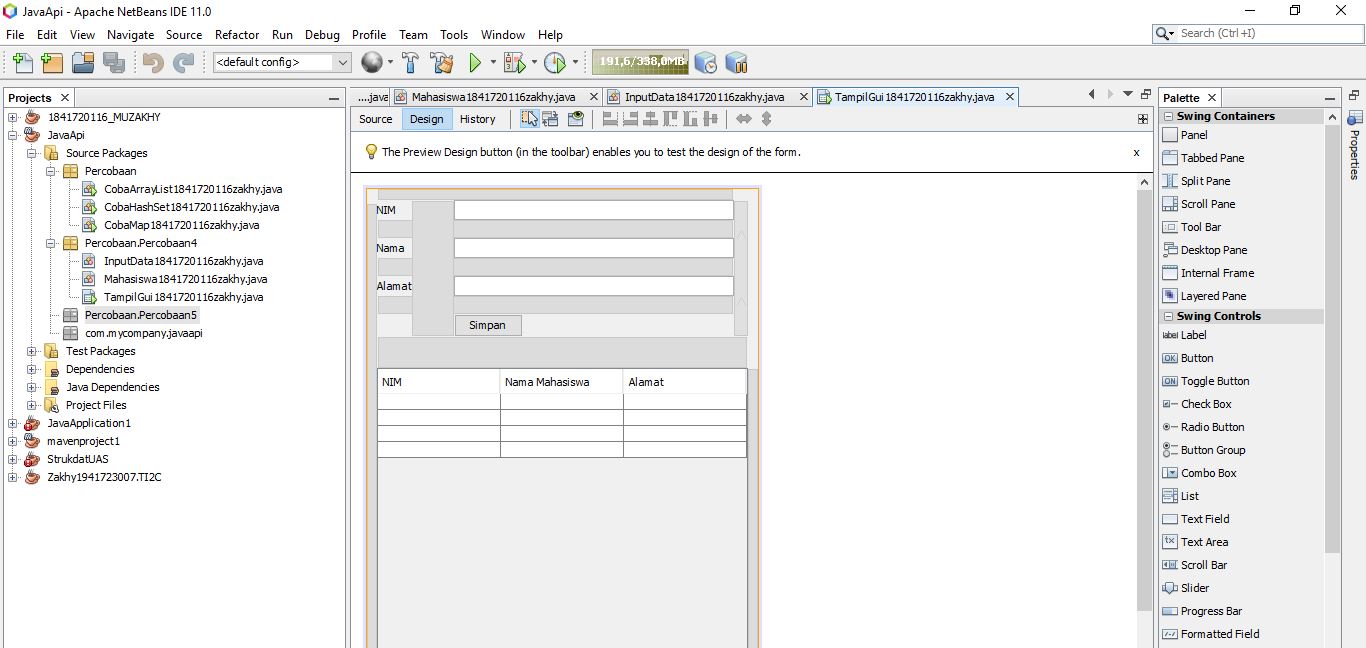 JavaApi - Apache NetBeans IDE 11.0
File Edit View Navigate Source Refactor Run Debug Profile Team Tools Window Help
Search (Ctrl+I)
<default config>
191,6/338,0MB
Projects
1841720116_MUZAKHY
JavaApi
Source Packages
Percobaan
CobaArrayList1841720116zakhy.java
CobaHashSet1841720116zakhy.java
CobaMap1841720116zakhy.java
Percobaan.Percobaan4
InputData1841720116zakhy.java
Mahasiswa1841720116zakhy.java
TampilGui1841720116zakhy.java
Percobaan.Percobaan5
com.mycompany.javaapi
Test Packages
Dependencies
Java Dependencies
Project Files
JavaApplication1
mavenproject1
StrukdatUAS
Zakhy1941723007.TI2C
....java Mahasiswa1841720116zakhy.java InputData1841720116zakhy.java TampilGui1841720116zakhy.java
Source Design History
The Preview Design button (in the toolbar) enables you to test the design of the form. x
NIM
Nama
Alamat
Simpan
NIM Nama Mahasiswa Alamat
Palette
Swing Containers
Panel
Tabbed Pane
Split Pane
Scroll Pane
Tool Bar
Desktop Pane
Internal Frame
Layered Pane
Swing Controls
label Label
OK Button
ON Toggle Button
Check Box
Radio Button
Button Group
Combo Box
List
Text Field
Text Area
Scroll Bar
Slider
Progress Bar
Formatted Field
Properties